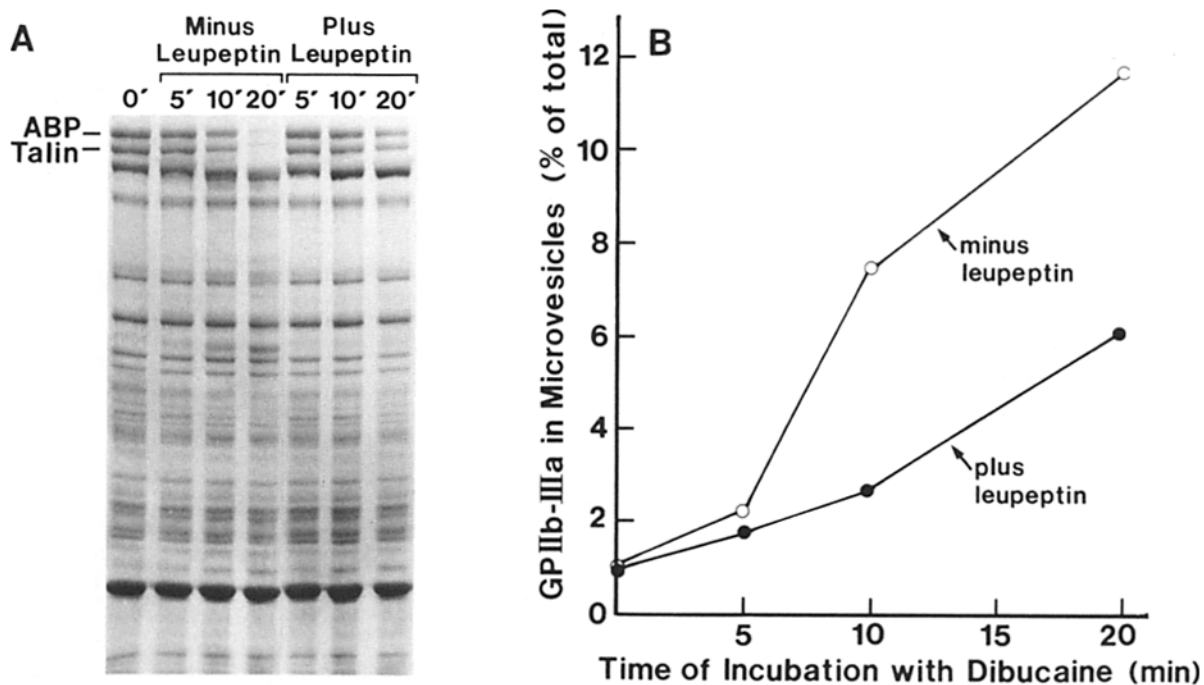 A
Minus
Leupeptin
Plus
Leupeptin
0′ 5′ 10′ 20′ 5′ 10′ 20′
ABP
Talin
B
GPIIb-IIIa in Microvesicles (% of total)
12
10
8
6
4
2
0
minus
leupeptin
plus
leupeptin
5 10 15 20
Time of Incubation with Dibucaine (min)